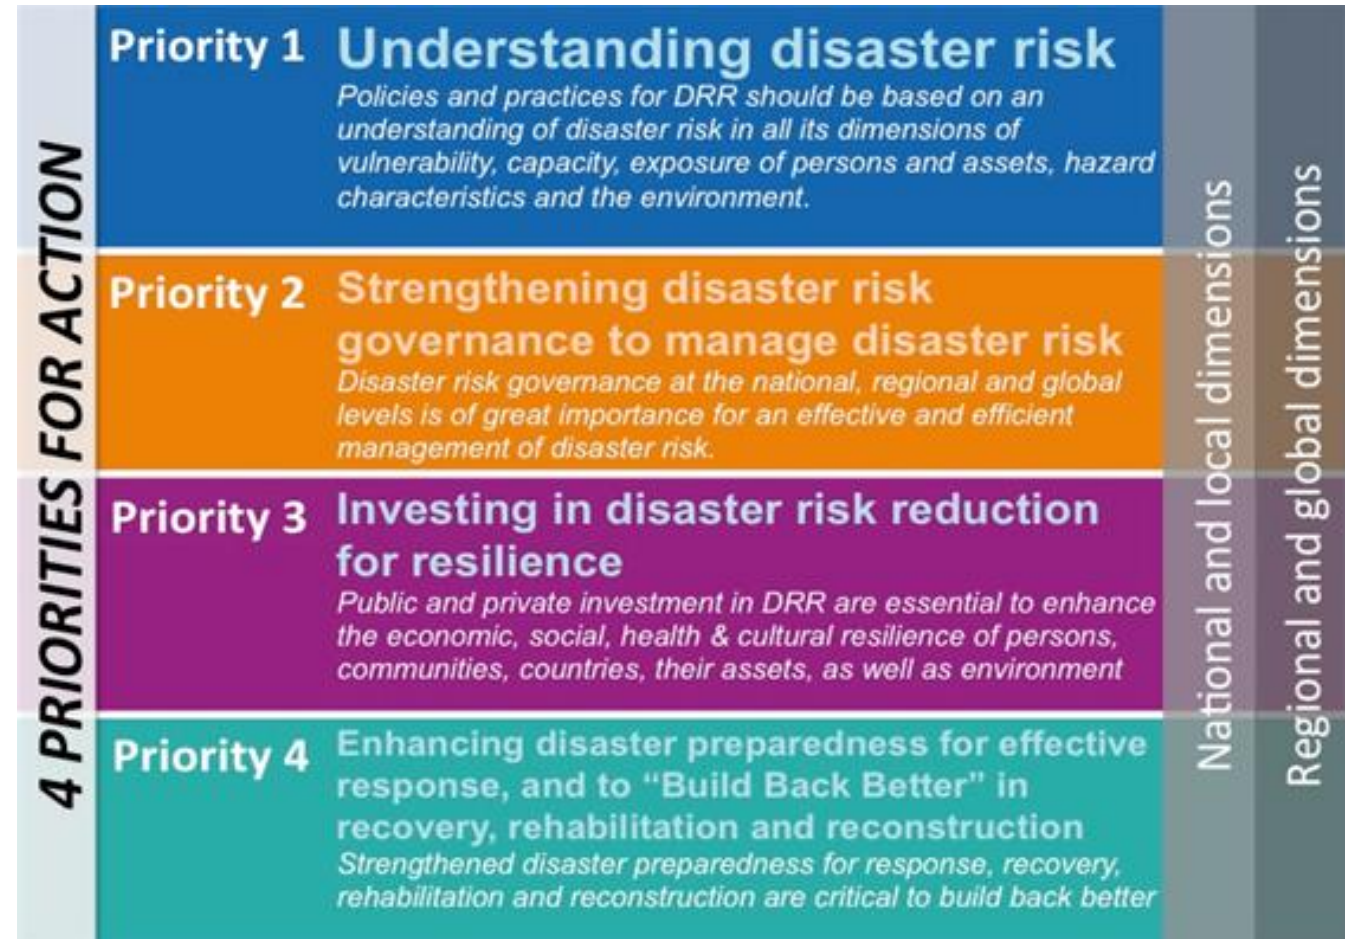 4 PRIORITIES FOR ACTION
Priority 1
Understanding disaster risk
Policies and practices for DRR should be based on an
understanding of disaster risk in all its dimensions of
vulnerability, capacity, exposure of persons and assets, hazard
characteristics and the environment.
Priority 2
Strengthening disaster risk
governance to manage disaster risk
Disaster risk governance at the national, regional and global
levels is of great importance for an effective and efficient
management of disaster risk.
Priority 3
Investing in disaster risk reduction
for resilience
Public and private investment in DRR are essential to enhance
the economic, social, health & cultural resilience of persons,
communities, countries, their assets, as well as environment
Priority 4
Enhancing disaster preparedness for effective
response, and to “Build Back Better” in
recovery, rehabilitation and reconstruction
Strengthened disaster preparedness for response, recovery,
rehabilitation and reconstruction are critical to build back better
National and local dimensions
Regional and global dimensions